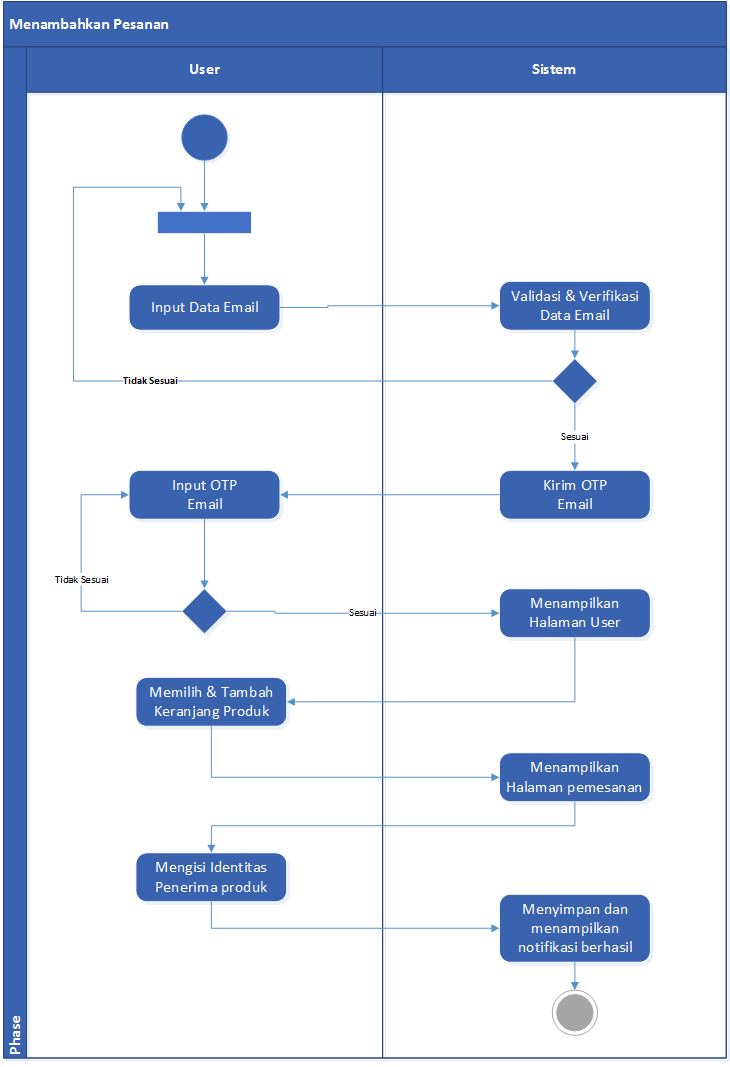 Menambahkan Pesanan
User
Sistem
Input Data Email
Validasi & Verifikasi
Data Email
Tidak Sesuai
Sesuai
Input OTP
Email
Kirim OTP
Email
Tidak Sesuai
Sesuai
Menampilkan
Halaman User
Memilih & Tambah
Keranjang Produk
Menampilkan
Halaman pemesanan
Mengisi Identitas
Penerima produk
Menyimpan dan
menampilkan
notifikasi berhasil
Phase